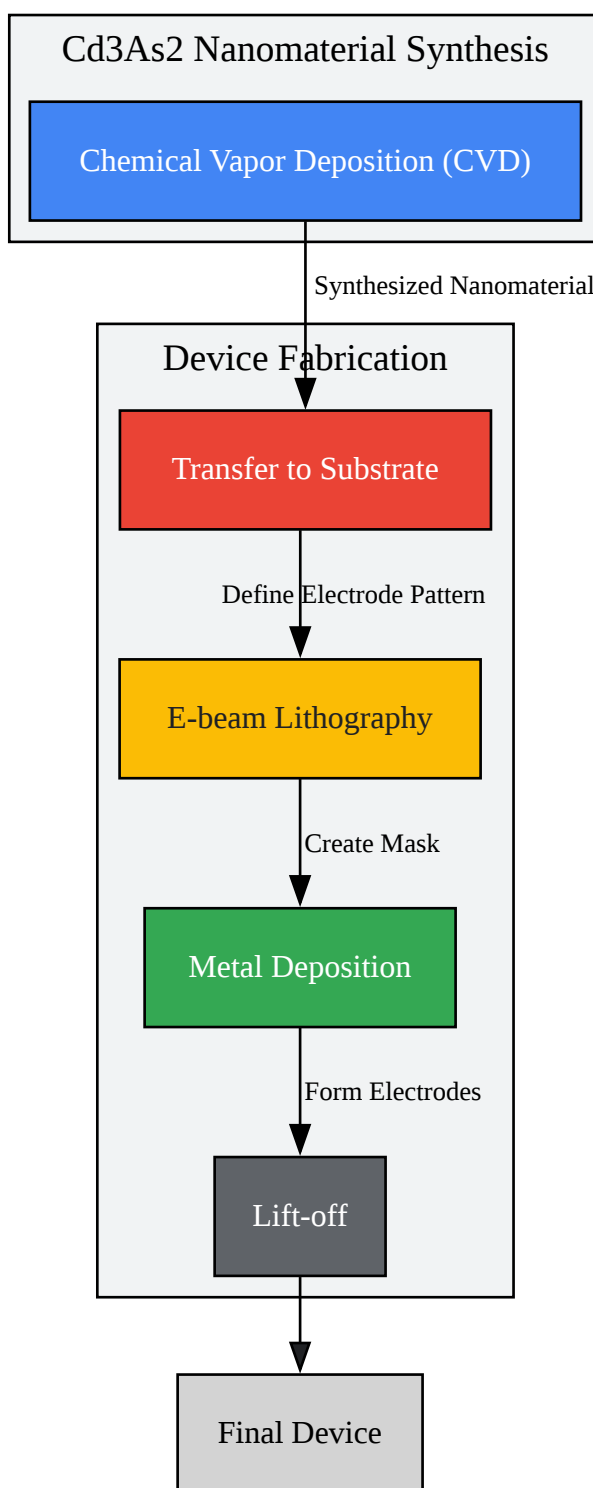 Cd3As2 Nanomaterial Synthesis
Chemical Vapor Deposition (CVD)
Synthesized Nanomaterial
Device Fabrication
Transfer to Substrate
Define Electrode Pattern
E-beam Lithography
Create Mask
Metal Deposition
Form Electrodes
Lift-off
Final Device